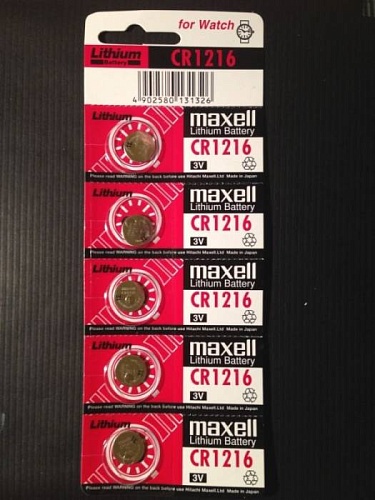 for Watch
Lithium
Battery
CR1216
4 902580 131326
Lithium
maxell
Lithium Battery
CR1216
3V
Please read WARNING on the back before use Hitachi Maxell.Ltd Made in Japan
Lithium
maxell
Lithium Battery
CR1216
3V
Please read WARNING on the back before use Hitachi Maxell.Ltd Made in Japan
Lithium
maxell
Lithium Battery
CR1216
3V
Please read WARNING on the back before use Hitachi Maxell.Ltd Made in Japan
Lithium
maxell
Lithium Battery
CR1216
3V
Please read WARNING on the back before use Hitachi Maxell.Ltd Made in Japan
Lithium
maxell
Lithium Battery
CR1216
3V
Please read WARNING on the back before use Hitachi Maxell.Ltd Made in Japan